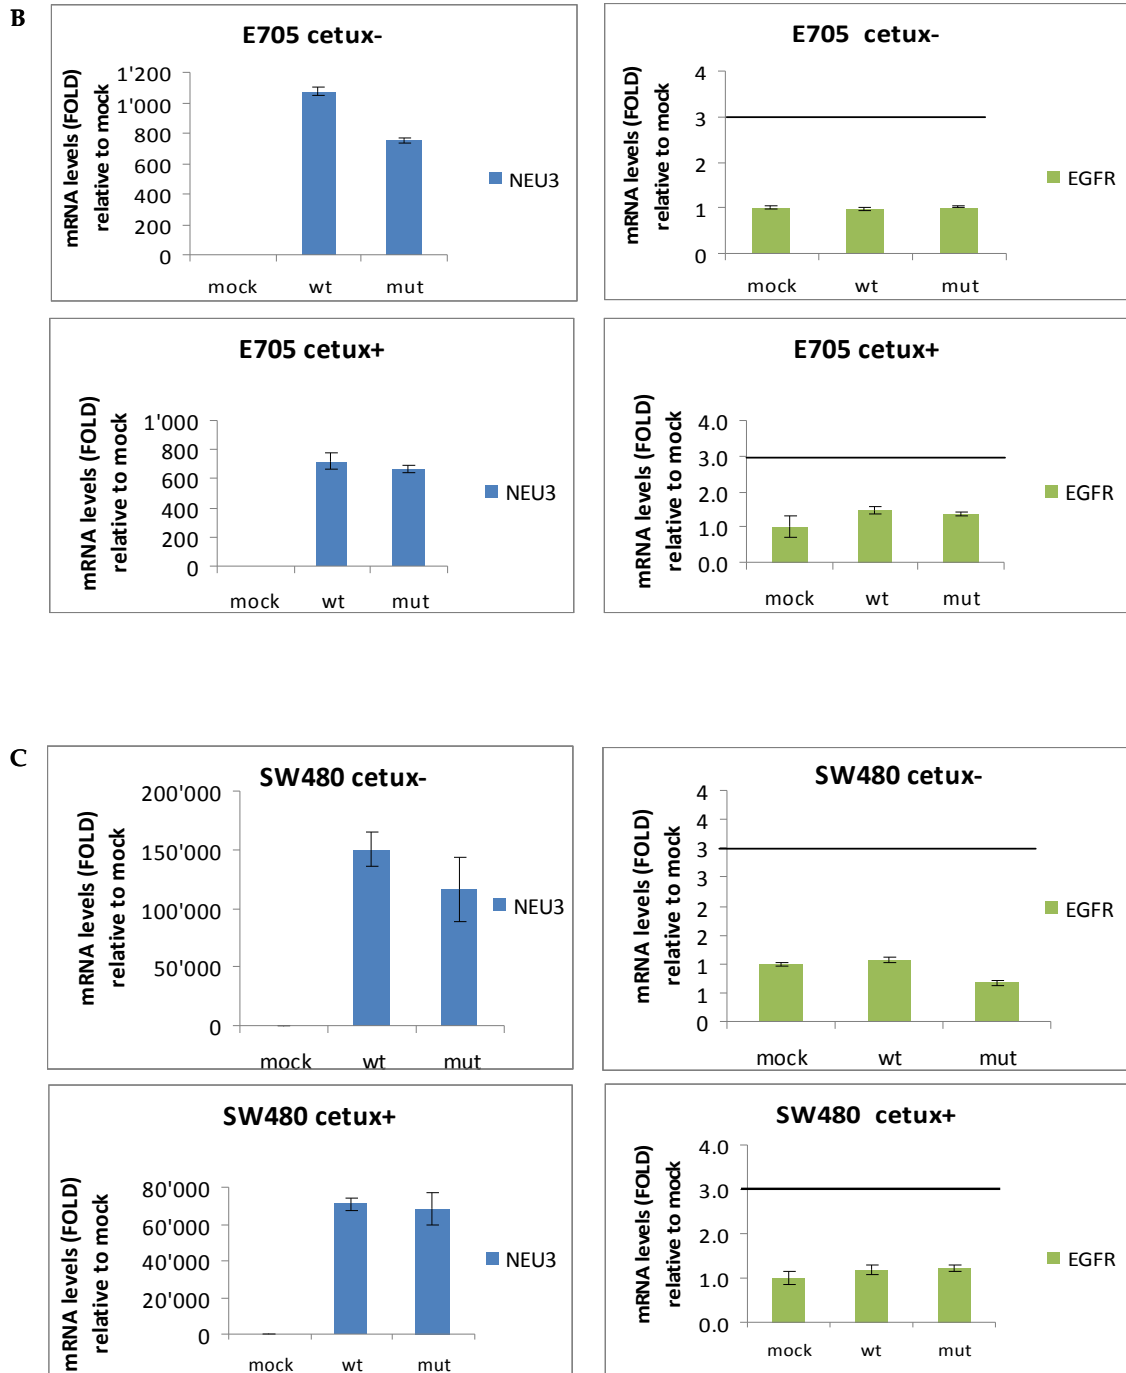 B
E705 cetux-
mRNA levels (FOLD)
relative to mock
1'200
1'000
800
600
400
200
0
mock wt mut
NEU3
E705 cetux-
mRNA levels (FOLD)
relative to mock
4
3
2
1
0
mock wt mut
EGFR
E705 cetux+
mRNA levels (FOLD)
relative to mock
1'000
800
600
400
200
0
mock wt mut
NEU3
E705 cetux+
mRNA levels (FOLD)
relative to mock
4.0
3.0
2.0
1.0
0.0
mock wt mut
EGFR
C
SW480 cetux-
mRNA levels (FOLD)
relative to mock
200'000
150'000
100'000
50'000
0
mock wt mut
NEU3
SW480 cetux-
mRNA levels (FOLD)
relative to mock
4
4
3
3
2
2
1
1
0
mock wt mut
EGFR
SW480 cetux+
mRNA levels (FOLD)
relative to mock
80'000
60'000
40'000
20'000
0
mock wt mut
NEU3
SW480 cetux+
mRNA levels (FOLD)
relative to mock
4.0
3.0
2.0
1.0
0.0
mock wt mut
EGFR